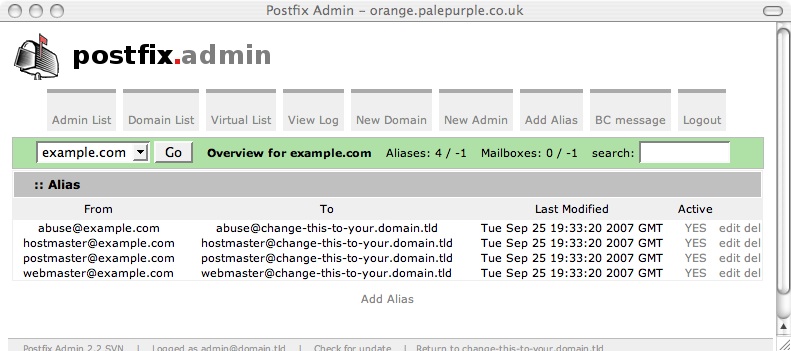 Postfix Admin – orange.palepurple.co.uk
postfix.admin
Admin List Domain List Virtual List View Log New Domain New Admin Add Alias BC message Logout
example.com Go Overview for example.com Aliases: 4 / -1 Mailboxes: 0 / -1 search:
:: Alias
From To Last Modified Active
abuse@example.com abuse@change-this-to-your.domain.tld Tue Sep 25 19:33:20 2007 GMT YES edit del
hostmaster@example.com hostmaster@change-this-to-your.domain.tld Tue Sep 25 19:33:20 2007 GMT YES edit del
postmaster@example.com postmaster@change-this-to-your.domain.tld Tue Sep 25 19:33:20 2007 GMT YES edit del
webmaster@example.com webmaster@change-this-to-your.domain.tld Tue Sep 25 19:33:20 2007 GMT YES edit del
Add Alias
Postfix Admin 2.2 SVN | Logged as admin@domain.tld | Check for update | Return to change-this-to-your.domain.tld